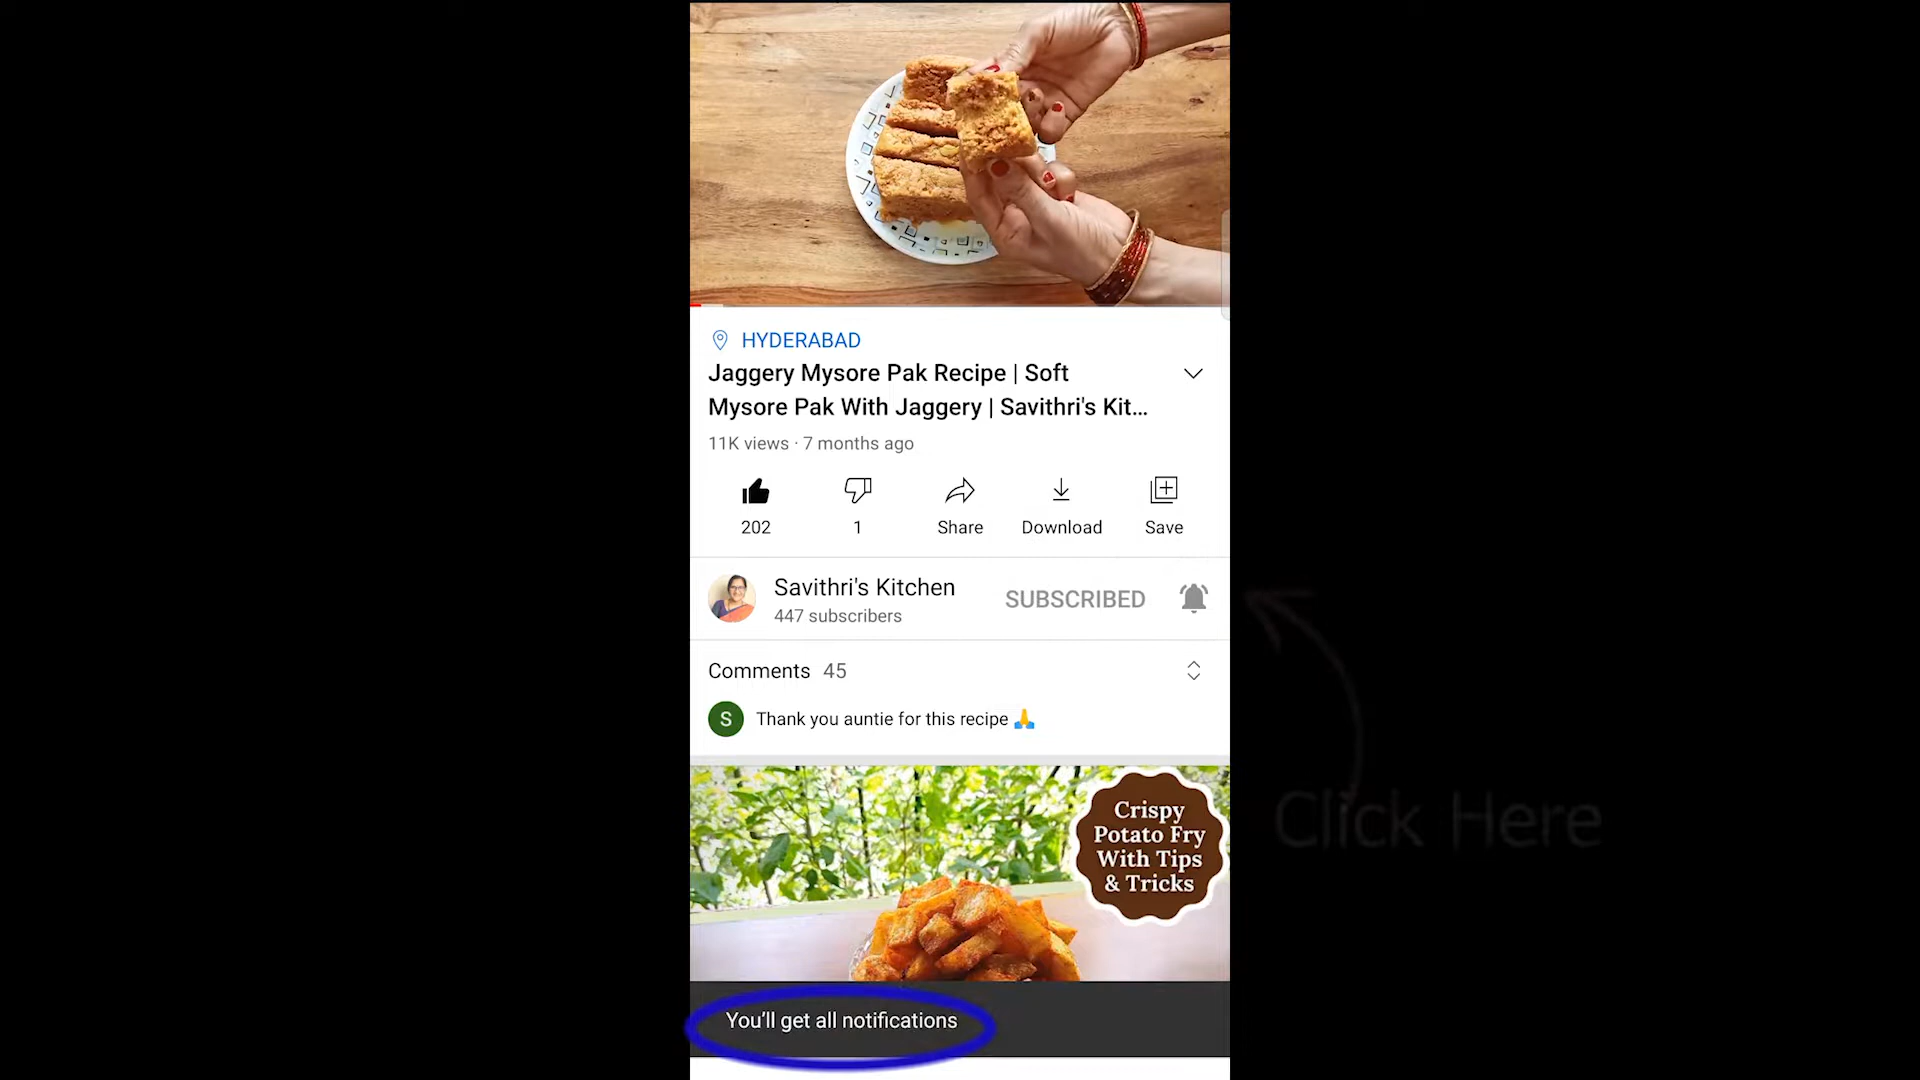 HYDERABAD
Jaggery Mysore Pak Recipe | Soft
Mysore Pak With Jaggery | Savithri's Kit...
11K views · 7 months ago
202
1
Share
Download
Save
Savithri's Kitchen
447 subscribers
SUBSCRIBED
Comments 45
S
Thank you auntie for this recipe 🙏
Crispy
Potato Fry
With Tips
& Tricks
Click Here
You'll get all notifications